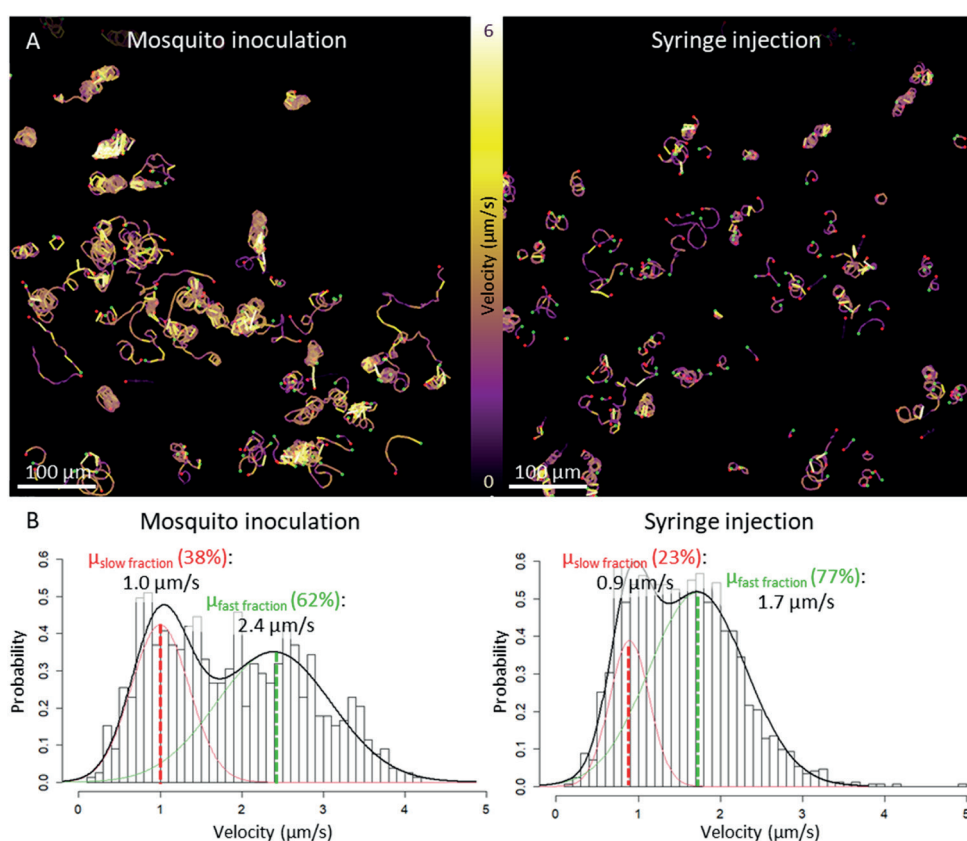 A
Mosquito inoculation
6
Velocity (μm/s)
0
Syringe injection
100 μm
100 μm
B
Mosquito inoculation
Probability
0.0 0.1 0.2 0.3 0.4 0.5 0.6
μslow fraction (38%):
1.0 μm/s
μfast fraction (62%):
2.4 μm/s
0 1 2 3 4 5
Velocity (μm/s)
Syringe injection
Probability
0.0 0.1 0.2 0.3 0.4 0.5 0.6
μslow fraction (23%):
0.9 μm/s
μfast fraction (77%):
1.7 μm/s
0 1 2 3 4 5
Velocity (μm/s)